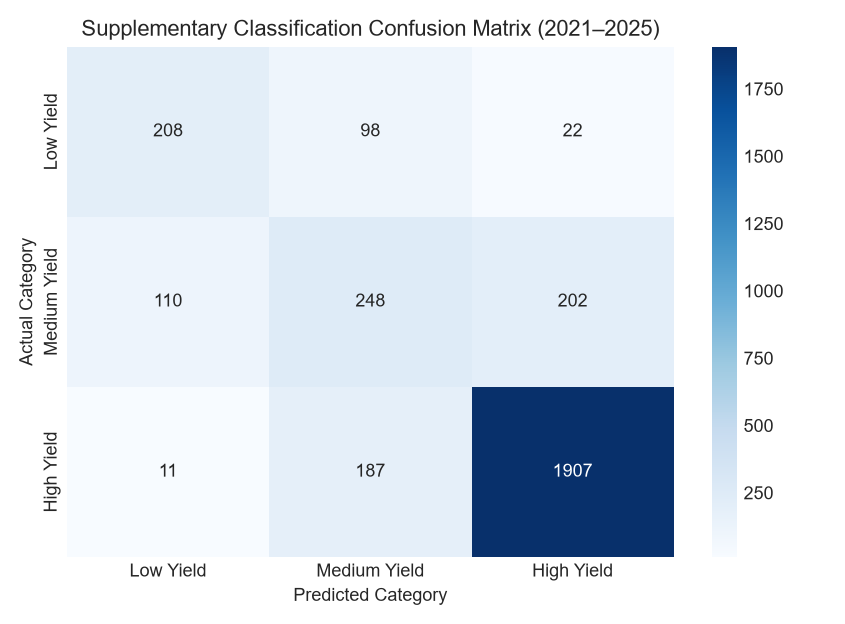 Supplementary Classification Confusion Matrix (2021–2025)
Actual Category
Low Yield
208 98 22
Medium Yield
110 248 202
High Yield
11 187 1907
Low Yield Medium Yield High Yield
Predicted Category
1750
1500
1250
1000
750
500
250